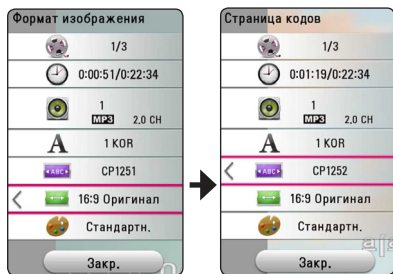 Формат изображения
1/3
0:00:51/0:22:34
1
MP3 2,0 CH
A 1 KOR
ABC CP1251
16:9 Оригинал
Стандартн.
Закр.
Страница кодов
1/3
0:01:19/0:22:34
1
MP3 2,0 CH
A 1 KOR
ABC CP1252
16:9 Оригинал
Стандартн.
Закр.